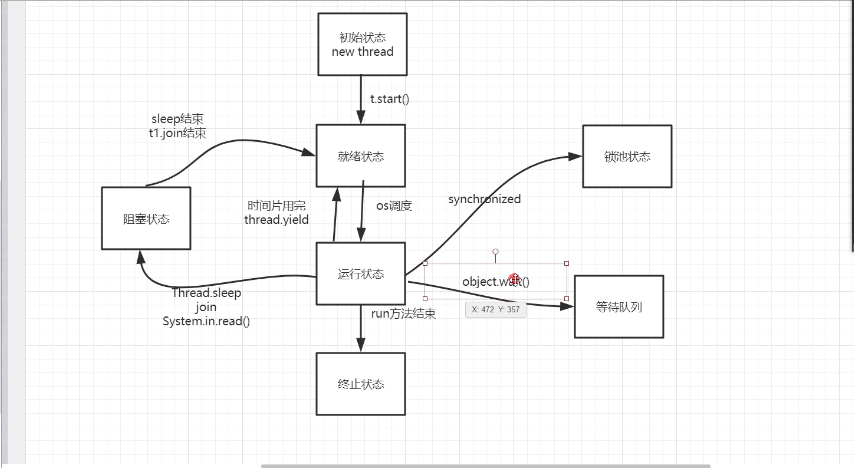 初始状态
new thread
t.start()
sleep结束
t1.join结束
就绪状态
锁池状态
阻塞状态
时间片用完
thread.yield
os调度
synchronized
运行状态
object.wait()
Thread.sleep
join
System.in.read()
X: 472 Y: 357
等待队列
run方法结束
终止状态